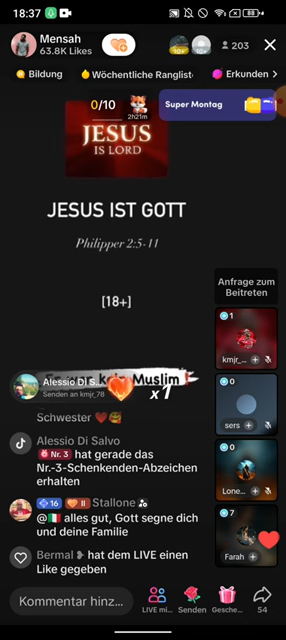 18:37
62
Mensah
63.8K Likes
203
Bildung
Wöchentliche Ranglist
Erkunden >
0/10
2h21m
Super Montag
JESUS
IS LORD
JESUS IST GOTT
Philipper 2:5-11
[18+]
Anfrage zum
Beitreten
1
kmjr_...
0
sers
0
Lone...
7
Farah
Muslim !
Alessio Di S...
Senden an kmjr_78
x1
Schwester ❤️🥰
Alessio Di Salvo
Nr. 3 hat gerade das
Nr.-3-Schenkenden-Abzeichen
erhalten
16 II Stallone
@🇮🇹 alles gut, Gott segne dich
und deine Familie
Bermal ❥ hat dem LIVE einen
Like gegeben
Kommentar hinz...
LIVE mi...
Senden
Gesche...
54